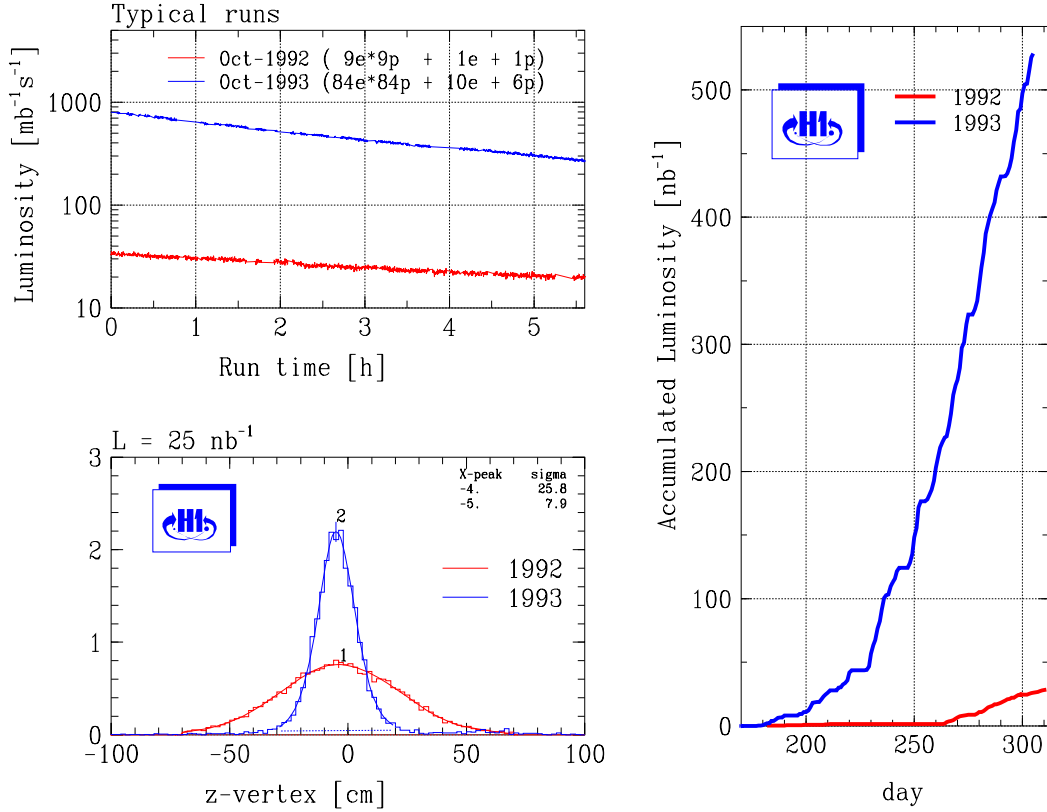 Typical runs
Luminosity [mb⁻¹s⁻¹]
Oct-1992 ( 9e*9p + 1e + 1p)
Oct-1993 (84e*84p + 10e + 6p)
1000
100
10
0 1 2 3 4 5
Run time [h]
L = 25 nb⁻¹
3
2
1
0
X-peak sigma
-4. 25.8
-5. 7.9
H1.
2
1
1992
1993
-100 -50 0 50 100
z-vertex [cm]
Accumulated Luminosity [nb⁻¹]
500
400
300
200
100
0
H1.
1992
1993
200 250 300
day